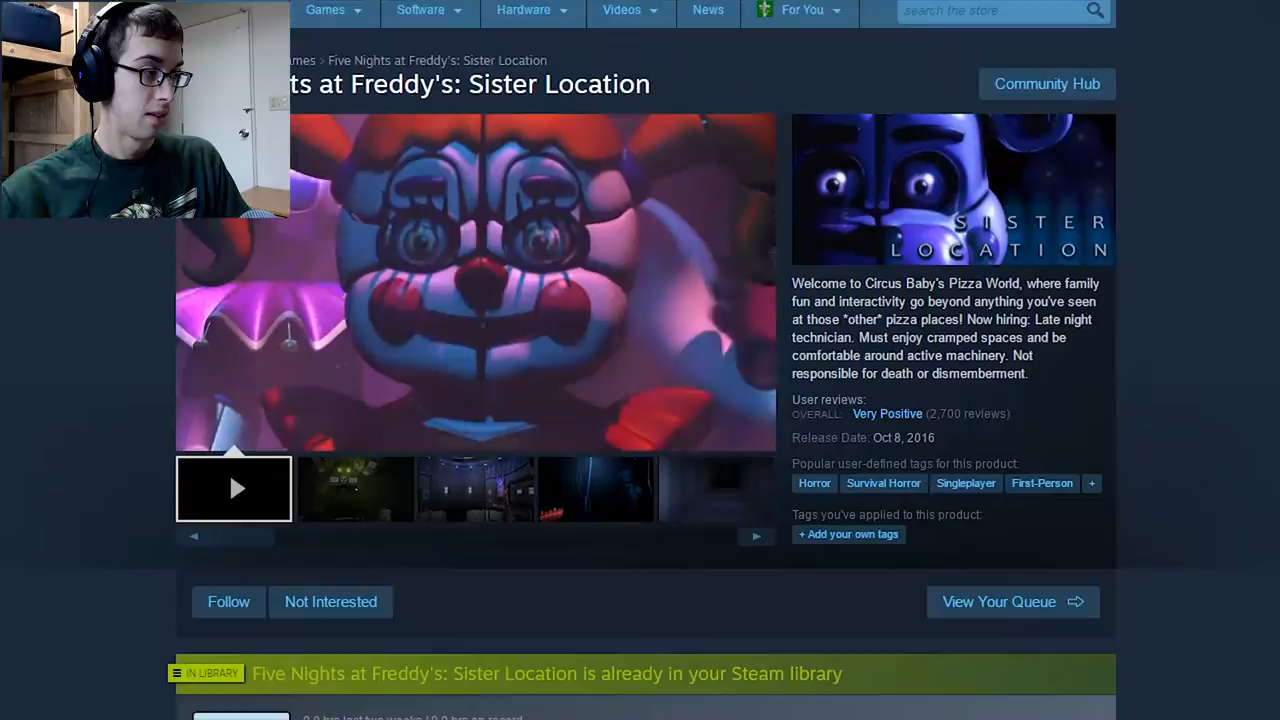 Games
Software
Hardware
Videos
News
For You
search the store
mes > Five Nights at Freddy's: Sister Location
ts at Freddy's: Sister Location
Community Hub
SISTER
LOCATION
Welcome to Circus Baby's Pizza World, where family
fun and interactivity go beyond anything you've seen
at those *other* pizza places! Now hiring: Late night
technician. Must enjoy cramped spaces and be
comfortable around active machinery. Not
responsible for death or dismemberment.
User reviews:
OVERALL: Very Positive (2,700 reviews)
Release Date: Oct 8, 2016
Popular user-defined tags for this product:
Horror Survival Horror Singleplayer First-Person +
Tags you've applied to this product:
+ Add your own tags
Follow
Not Interested
View Your Queue
IN LIBRARY
Five Nights at Freddy's: Sister Location is already in your Steam library